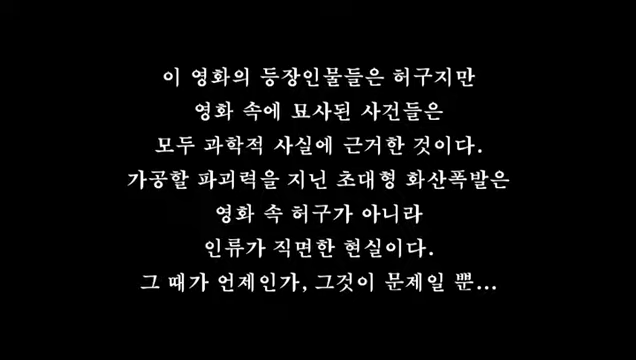 이 영화의 등장인물들은 허구지만
영화 속에 묘사된 사건들은
모두 과학적 사실에 근거한 것이다.
가공할 파괴력을 지닌 초대형 화산폭발은
영화 속 허구가 아니라
인류가 직면한 현실이다.
그 때가 언제인가, 그것이 문제일 뿐...